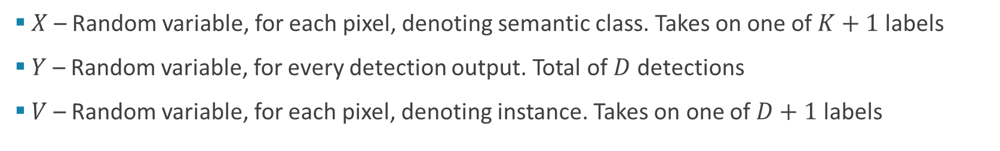 ▪ X – Random variable, for each pixel, denoting semantic class. Takes on one of K + 1 labels
▪ Y – Random variable, for every detection output. Total of D detections
▪ V – Random variable, for each pixel, denoting instance. Takes on one of D + 1 labels